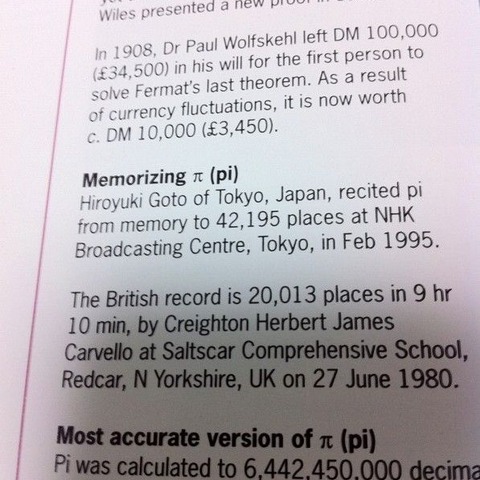 Wiles presented a new proof in
In 1908, Dr Paul Wolfskehl left DM 100,000
(£34,500) in his will for the first person to
solve Fermat's last theorem. As a result
of currency fluctuations, it is now worth
c. DM 10,000 (£3,450).
Memorizing π (pi)
Hiroyuki Goto of Tokyo, Japan, recited pi
from memory to 42,195 places at NHK
Broadcasting Centre, Tokyo, in Feb 1995.
The British record is 20,013 places in 9 hr
10 min, by Creighton Herbert James
Carvello at Saltscar Comprehensive School,
Redcar, N Yorkshire, UK on 27 June 1980.
Most accurate version of π (pi)
Pi was calculated to 6,442,450,000 decima